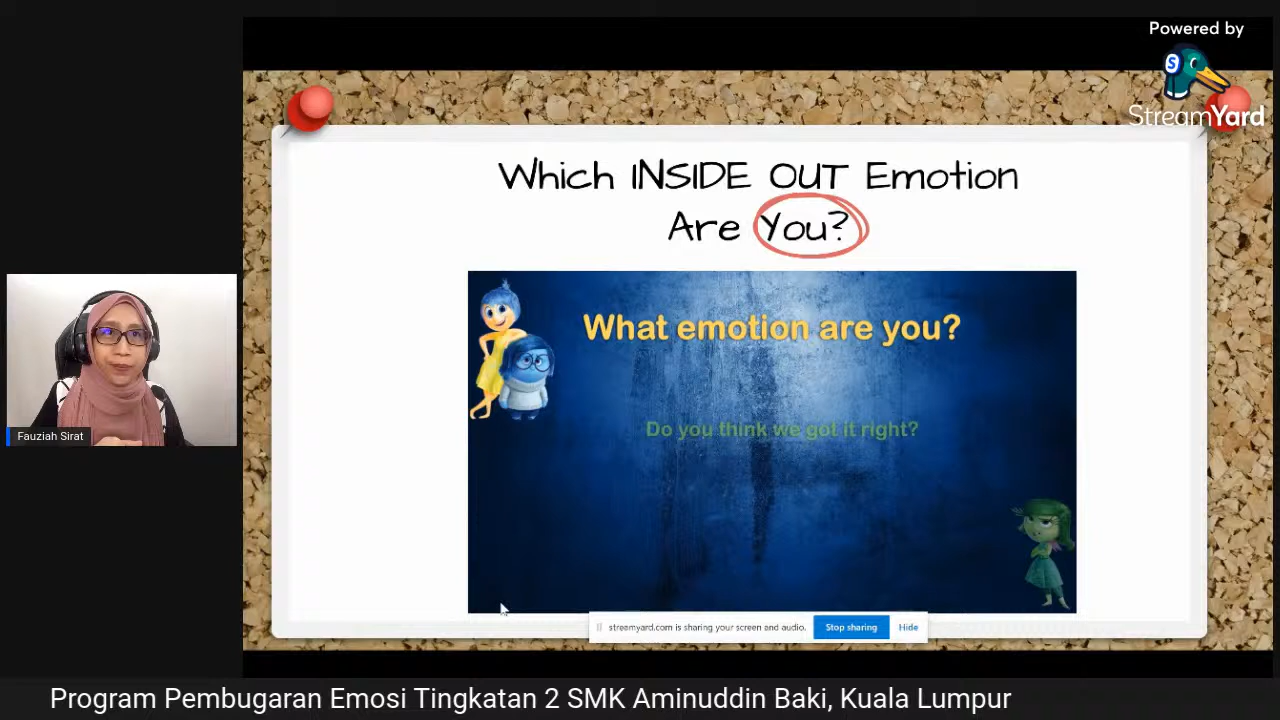 Powered by
StreamYard
Which INSIDE OUT Emotion
Are You?
What emotion are you?
Do you think we got it right?
Fauziah Sirat
streamyard.com is sharing your screen and audio.
Stop sharing
Hide
Program Pembugaran Emosi Tingkatan 2 SMK Aminuddin Baki, Kuala Lumpur